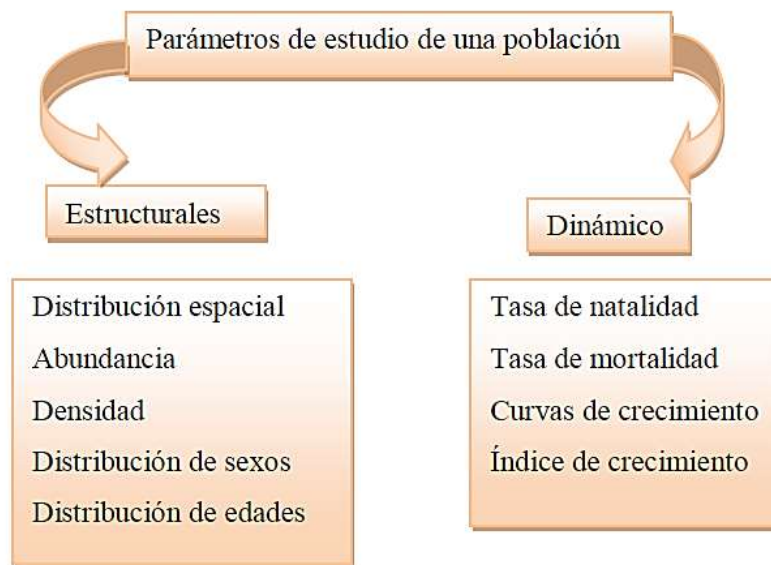 Parámetros de estudio de una población
Estructurales
Dinámico
Distribución espacial
Abundancia
Densidad
Distribución de sexos
Distribución de edades
Tasa de natalidad
Tasa de mortalidad
Curvas de crecimiento
Índice de crecimiento